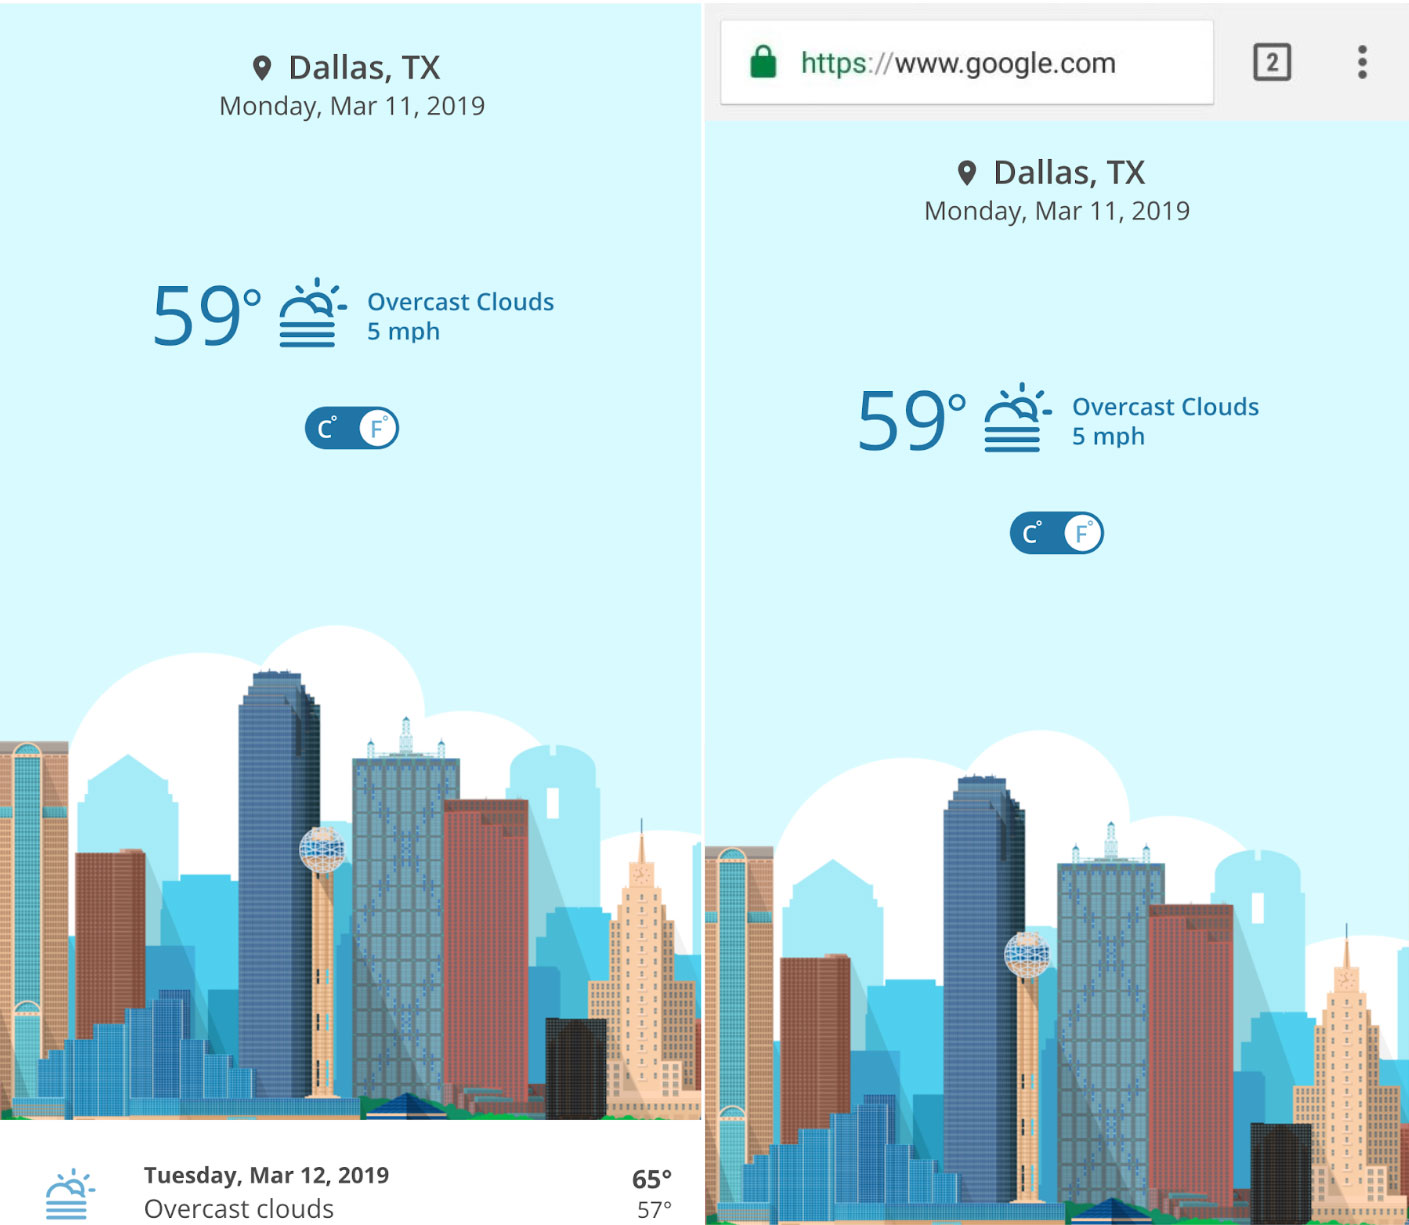 Dallas, TX
Monday, Mar 11, 2019
59°
Overcast Clouds
5 mph
C° F°
Tuesday, Mar 12, 2019
65°
Overcast clouds
57°
https://www.google.com
2
Dallas, TX
Monday, Mar 11, 2019
59°
Overcast Clouds
5 mph
C° F°